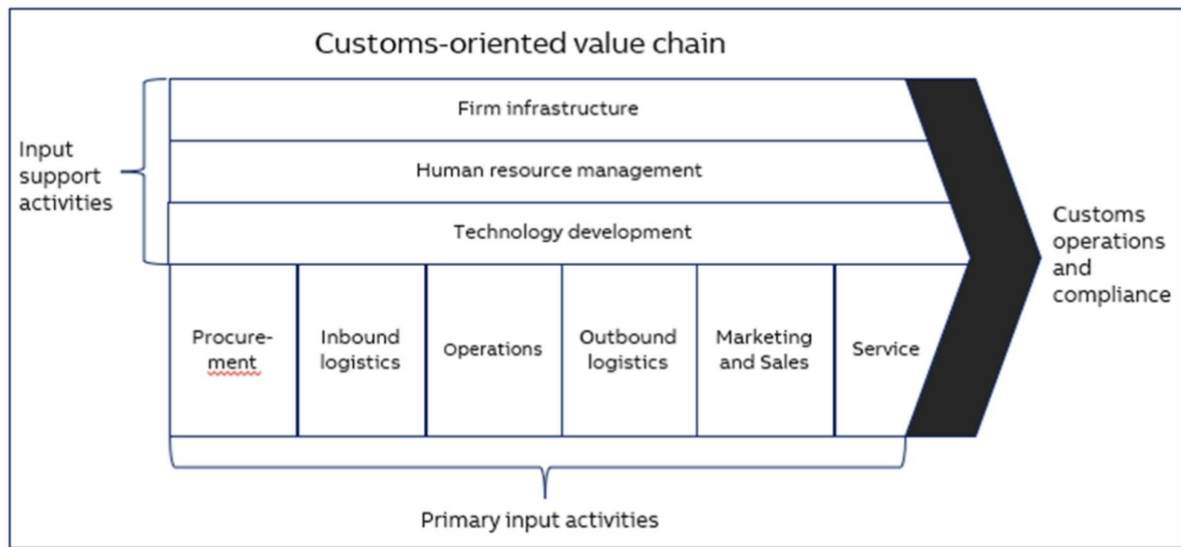 Customs-oriented value chain
Firm infrastructure
Input
support
activities
Human resource management
Technology development
Customs
operations
and
compliance
Procure-
ment
Inbound
logistics
Operations
Outbound
logistics
Marketing
and Sales
Service
Primary input activities